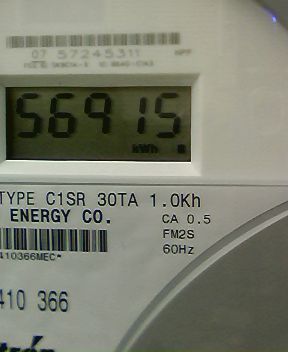 07 57245311
56915
kWh
TYPE C1SR 30TA 1.0Kh
ENERGY CO.
CA 0.5
FM2S
60Hz
410366MEC*
410 366